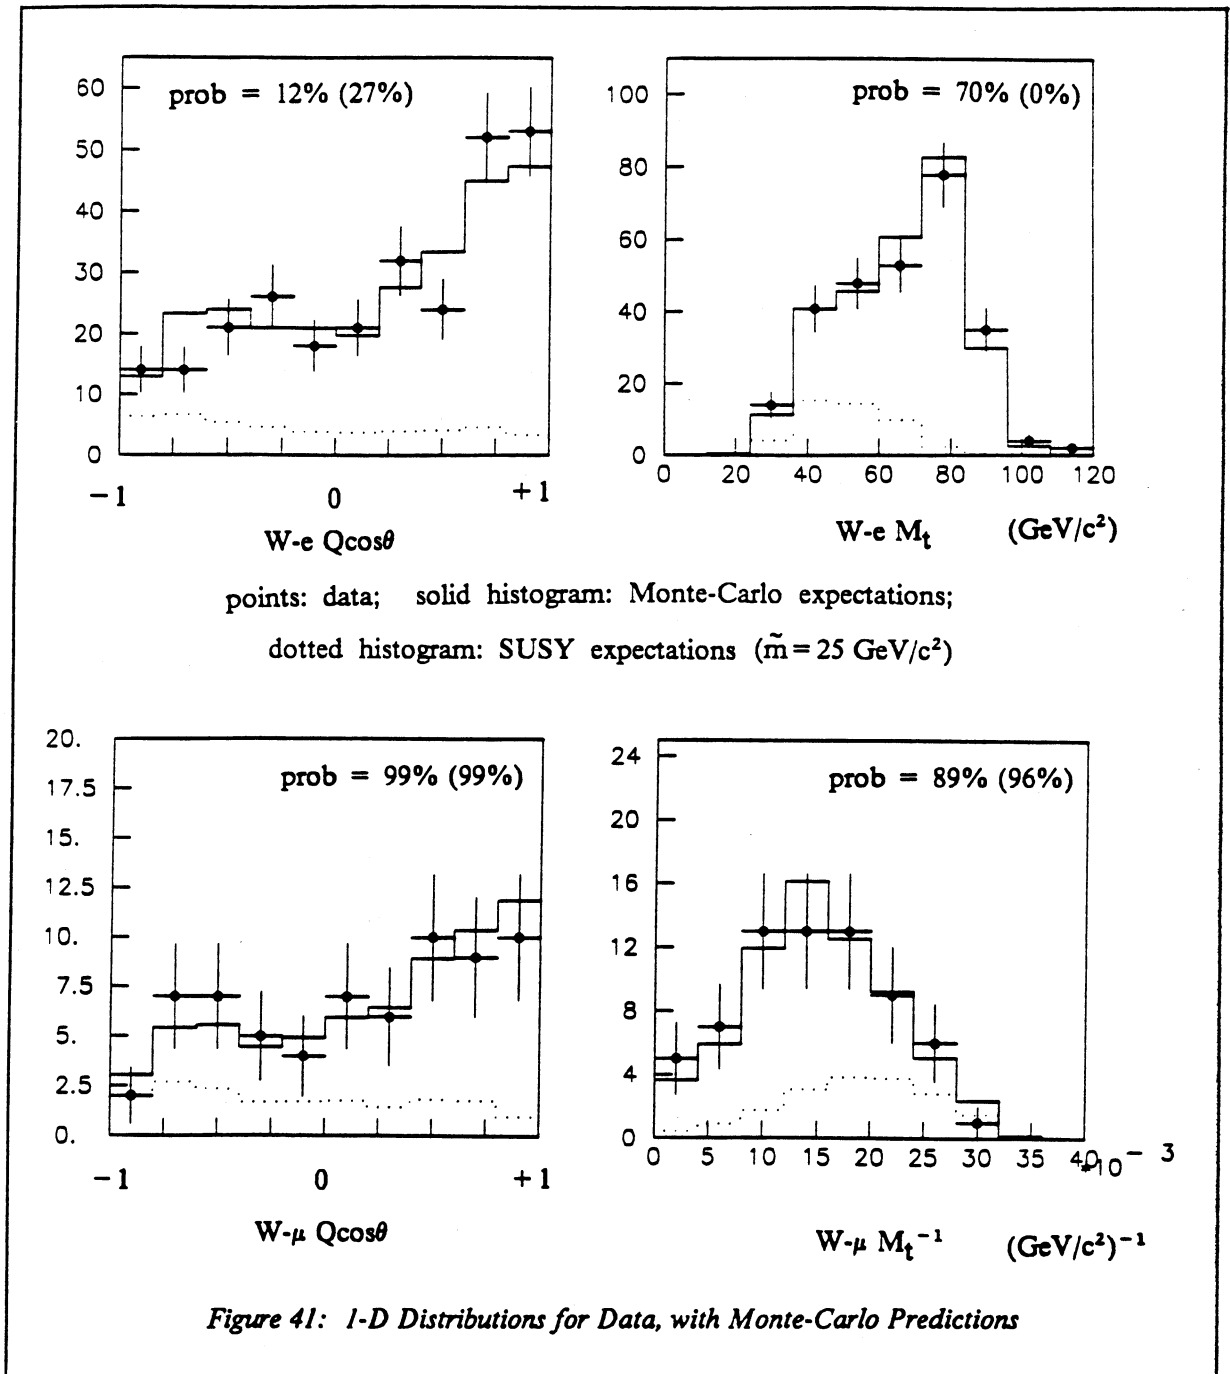 prob = 12% (27%)
60
50
40
30
20
10
0
−1 0 +1
W-e Qcosθ
prob = 70% (0%)
100
80
60
40
20
0
0 20 40 60 80 100 120
W-e Mt (GeV/c²)
points: data; solid histogram: Monte-Carlo expectations;
dotted histogram: SUSY expectations (m̃ = 25 GeV/c²)
prob = 99% (99%)
20.
17.5
15.
12.5
10.
7.5
5.
2.5
0.
−1 0 +1
W-μ Qcosθ
prob = 89% (96%)
24
20
16
12
8
4
0
0 5 10 15 20 25 30 35 40
*10 − 3
W-μ Mt⁻¹ (GeV/c²)⁻¹
Figure 41: 1-D Distributions for Data, with Monte-Carlo Predictions